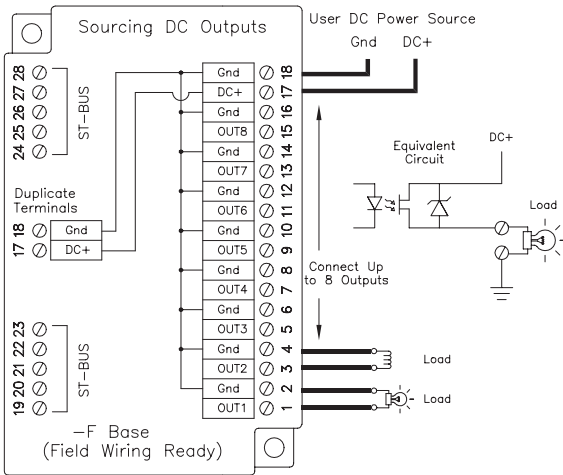 Sourcing DC Outputs
User DC Power Source
Gnd DC+
28
27
26
25
24
ST-BUS
Duplicate
Terminals
18 Gnd
17 DC+
23
22
21
20
19
ST-BUS
Gnd 18
DC+ 17
Gnd 16
OUT8 15
Gnd 14
OUT7 13
Gnd 12
OUT6 11
Gnd 10
OUT5 9
Gnd 8
OUT4 7
Gnd 6
OUT3 5
Gnd 4
OUT2 3
Gnd 2
OUT1 1
Connect Up
to 8 Outputs
Equivalent
Circuit
DC+
Load
Load
Load
-F Base
(Field Wiring Ready)